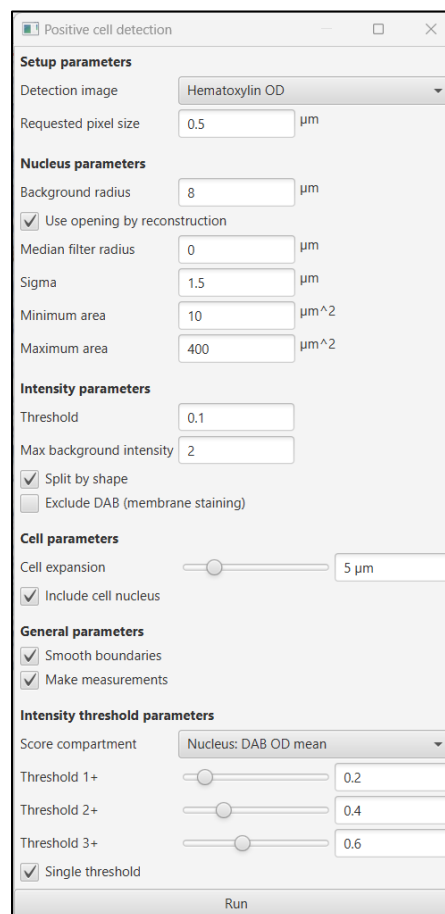 Positive cell detection
Setup parameters
Detection image Hematoxylin OD
Requested pixel size 0.5 μm
Nucleus parameters
Background radius 8 μm
Use opening by reconstruction
Median filter radius 0 μm
Sigma 1.5 μm
Minimum area 10 μm^2
Maximum area 400 μm^2
Intensity parameters
Threshold 0.1
Max background intensity 2
Split by shape
Exclude DAB (membrane staining)
Cell parameters
Cell expansion 5 μm
Include cell nucleus
General parameters
Smooth boundaries
Make measurements
Intensity threshold parameters
Score compartment Nucleus: DAB OD mean
Threshold 1+ 0.2
Threshold 2+ 0.4
Threshold 3+ 0.6
Single threshold
Run